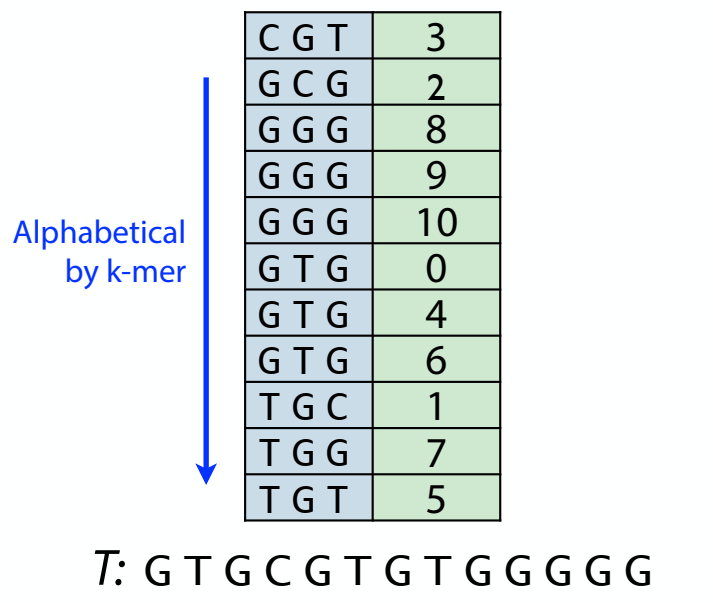 C G T 3
G C G 2
G G G 8
G G G 9
G G G 10
G T G 0
G T G 4
G T G 6
T G C 1
T G G 7
T G T 5
Alphabetical
by k-mer
T: G T G C G T G T G G G G G